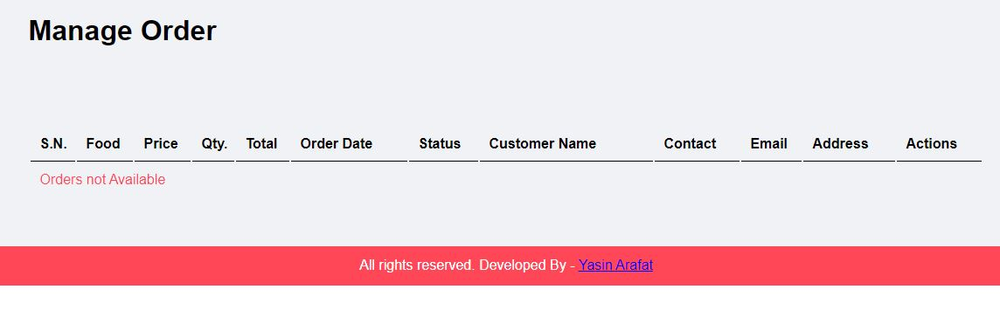 Manage Order
S.N. Food Price Qty. Total Order Date Status Customer Name Contact Email Address Actions
Orders not Available
All rights reserved. Developed By - Yasin Arafat